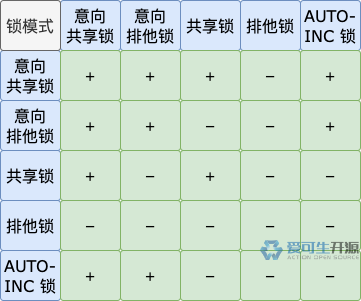 锁模式 意向 共享锁 意向 排他锁 共享锁 排他锁 AUTO-INC 锁
意向 共享锁 + + + − +
意向 排他锁 + + − − +
共享锁 + − + − −
排他锁 − − − − −
AUTO-INC 锁 + + − − −
爱可生开源
ACTION OPEN SOURCE